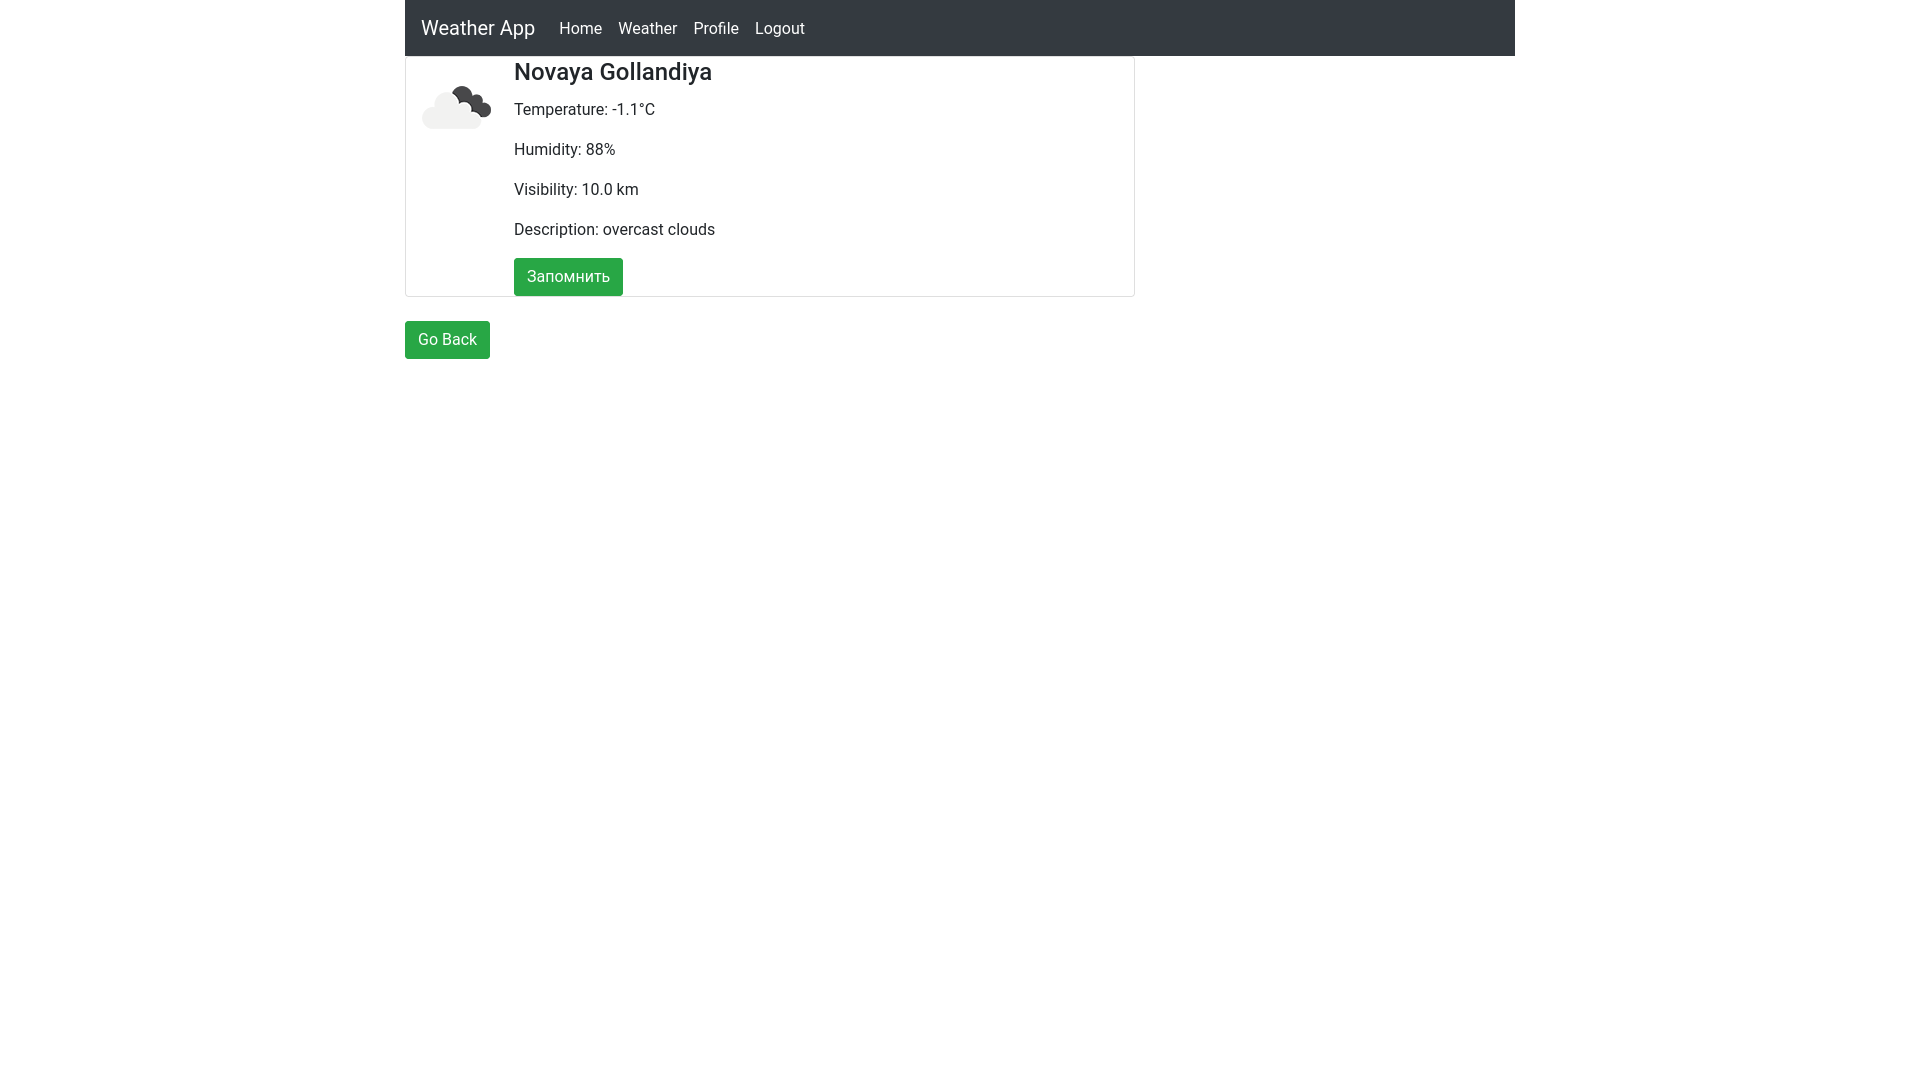 Weather App Home Weather Profile Logout
Novaya Gollandiya
Temperature: -1.1°C
Humidity: 88%
Visibility: 10.0 km
Description: overcast clouds
Запомнить
Go Back